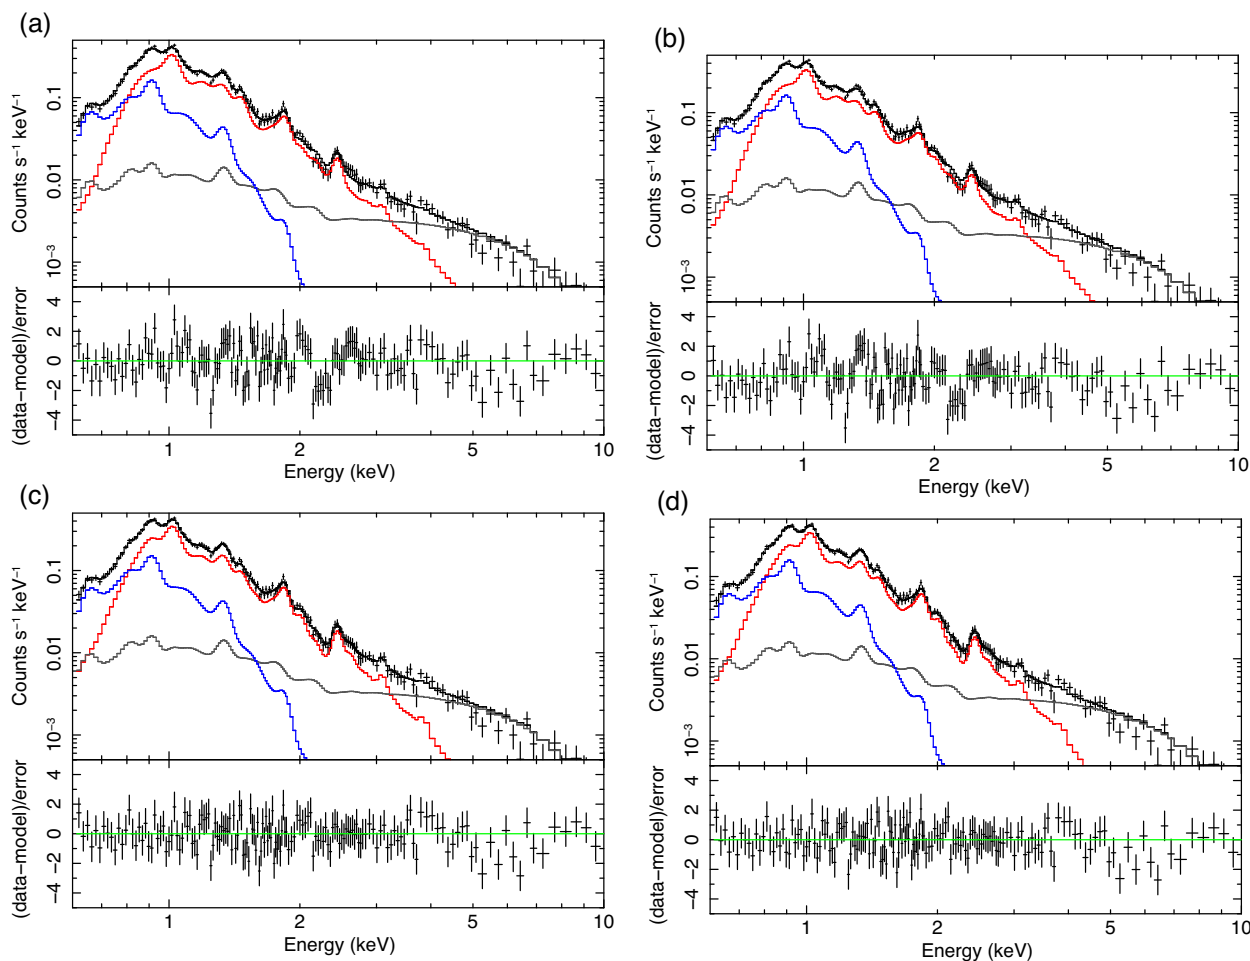 (a)
Counts s⁻¹ keV⁻¹
0.1
0.01
10⁻³
(data−model)/error
4
2
0
−2
−4
1 2 5 10
Energy (keV)
(b)
Counts s⁻¹ keV⁻¹
0.1
0.01
10⁻³
(data−model)/error
4
2
0
−2
−4
1 2 5 10
Energy (keV)
(c)
Counts s⁻¹ keV⁻¹
0.1
0.01
10⁻³
(data−model)/error
4
2
0
−2
−4
1 2 5 10
Energy (keV)
(d)
Counts s⁻¹ keV⁻¹
0.1
0.01
10⁻³
(data−model)/error
4
2
0
−2
−4
1 2 5 10
Energy (keV)